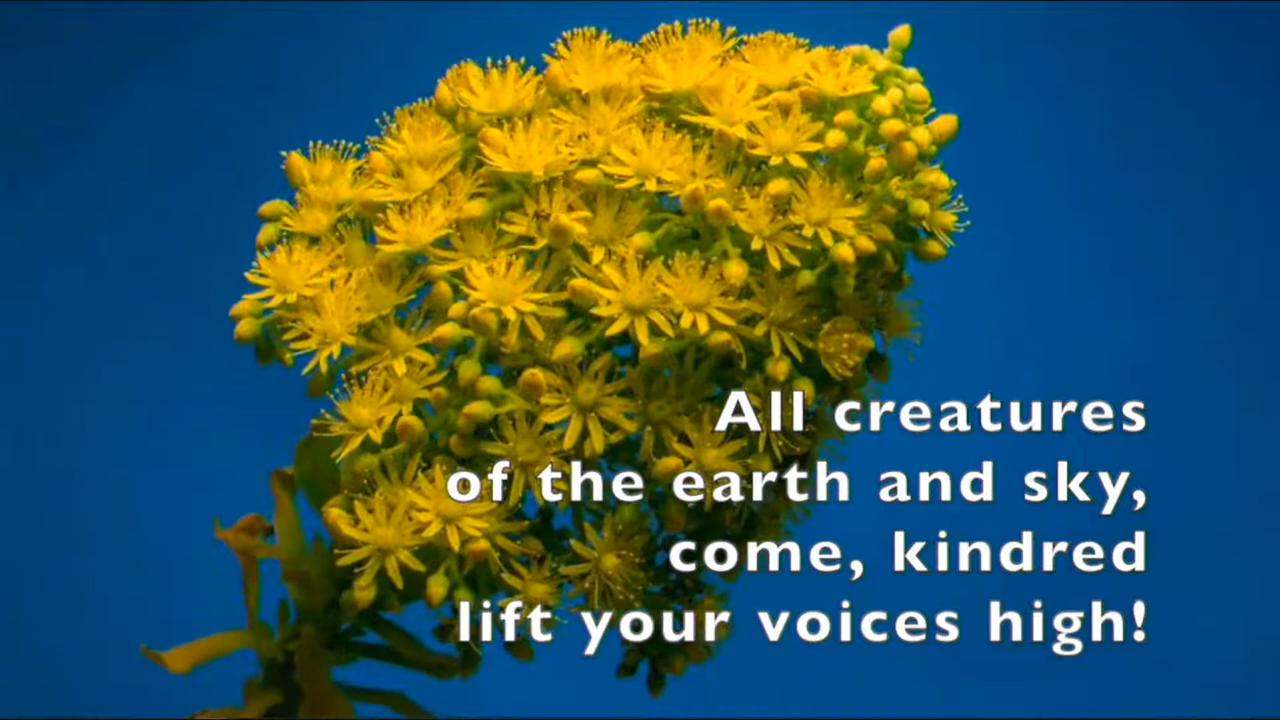 All creatures
of the earth and sky,
come, kindred
lift your voices high!